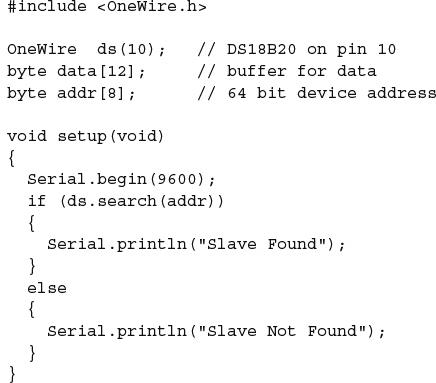 #include <OneWire.h>

OneWire  ds(10);   // DS18B20 on pin 10
byte data[12];     // buffer for data
byte addr[8];      // 64 bit device address

void setup(void)
{
  Serial.begin(9600);
  if (ds.search(addr))
  {
    Serial.println("Slave Found");
  }
  else
  {
    Serial.println("Slave Not Found");
  }
}